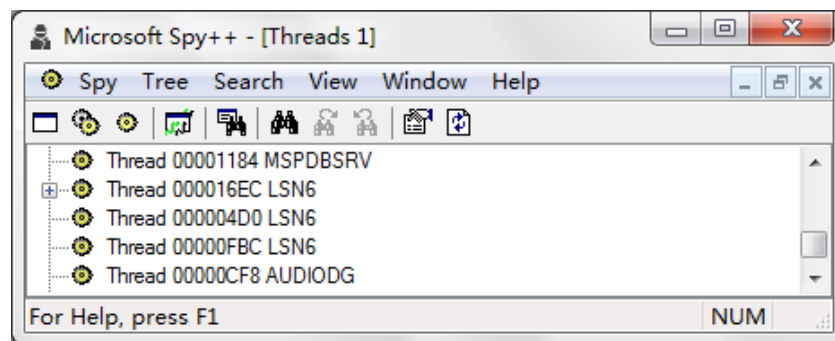 Microsoft Spy++ - [Threads 1]
Spy Tree Search View Window Help
Thread 00001184 MSPDBSRV
Thread 000016EC LSN6
Thread 000004D0 LSN6
Thread 00000FBC LSN6
Thread 00000CF8 AUDIODG
For Help, press F1 NUM